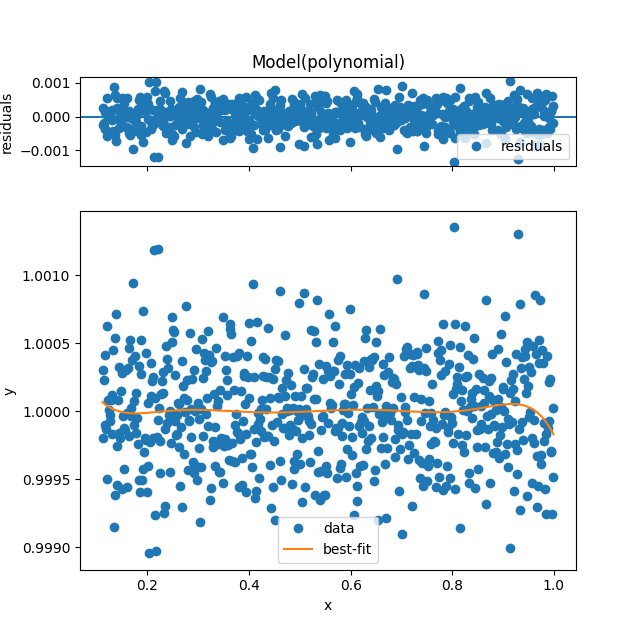 Model(polynomial)
0.001
0.000
−0.001
residuals
residuals
1.0010
1.0005
1.0000
0.9995
0.9990
y
data
best-fit
0.2
0.4
0.6
0.8
1.0
x